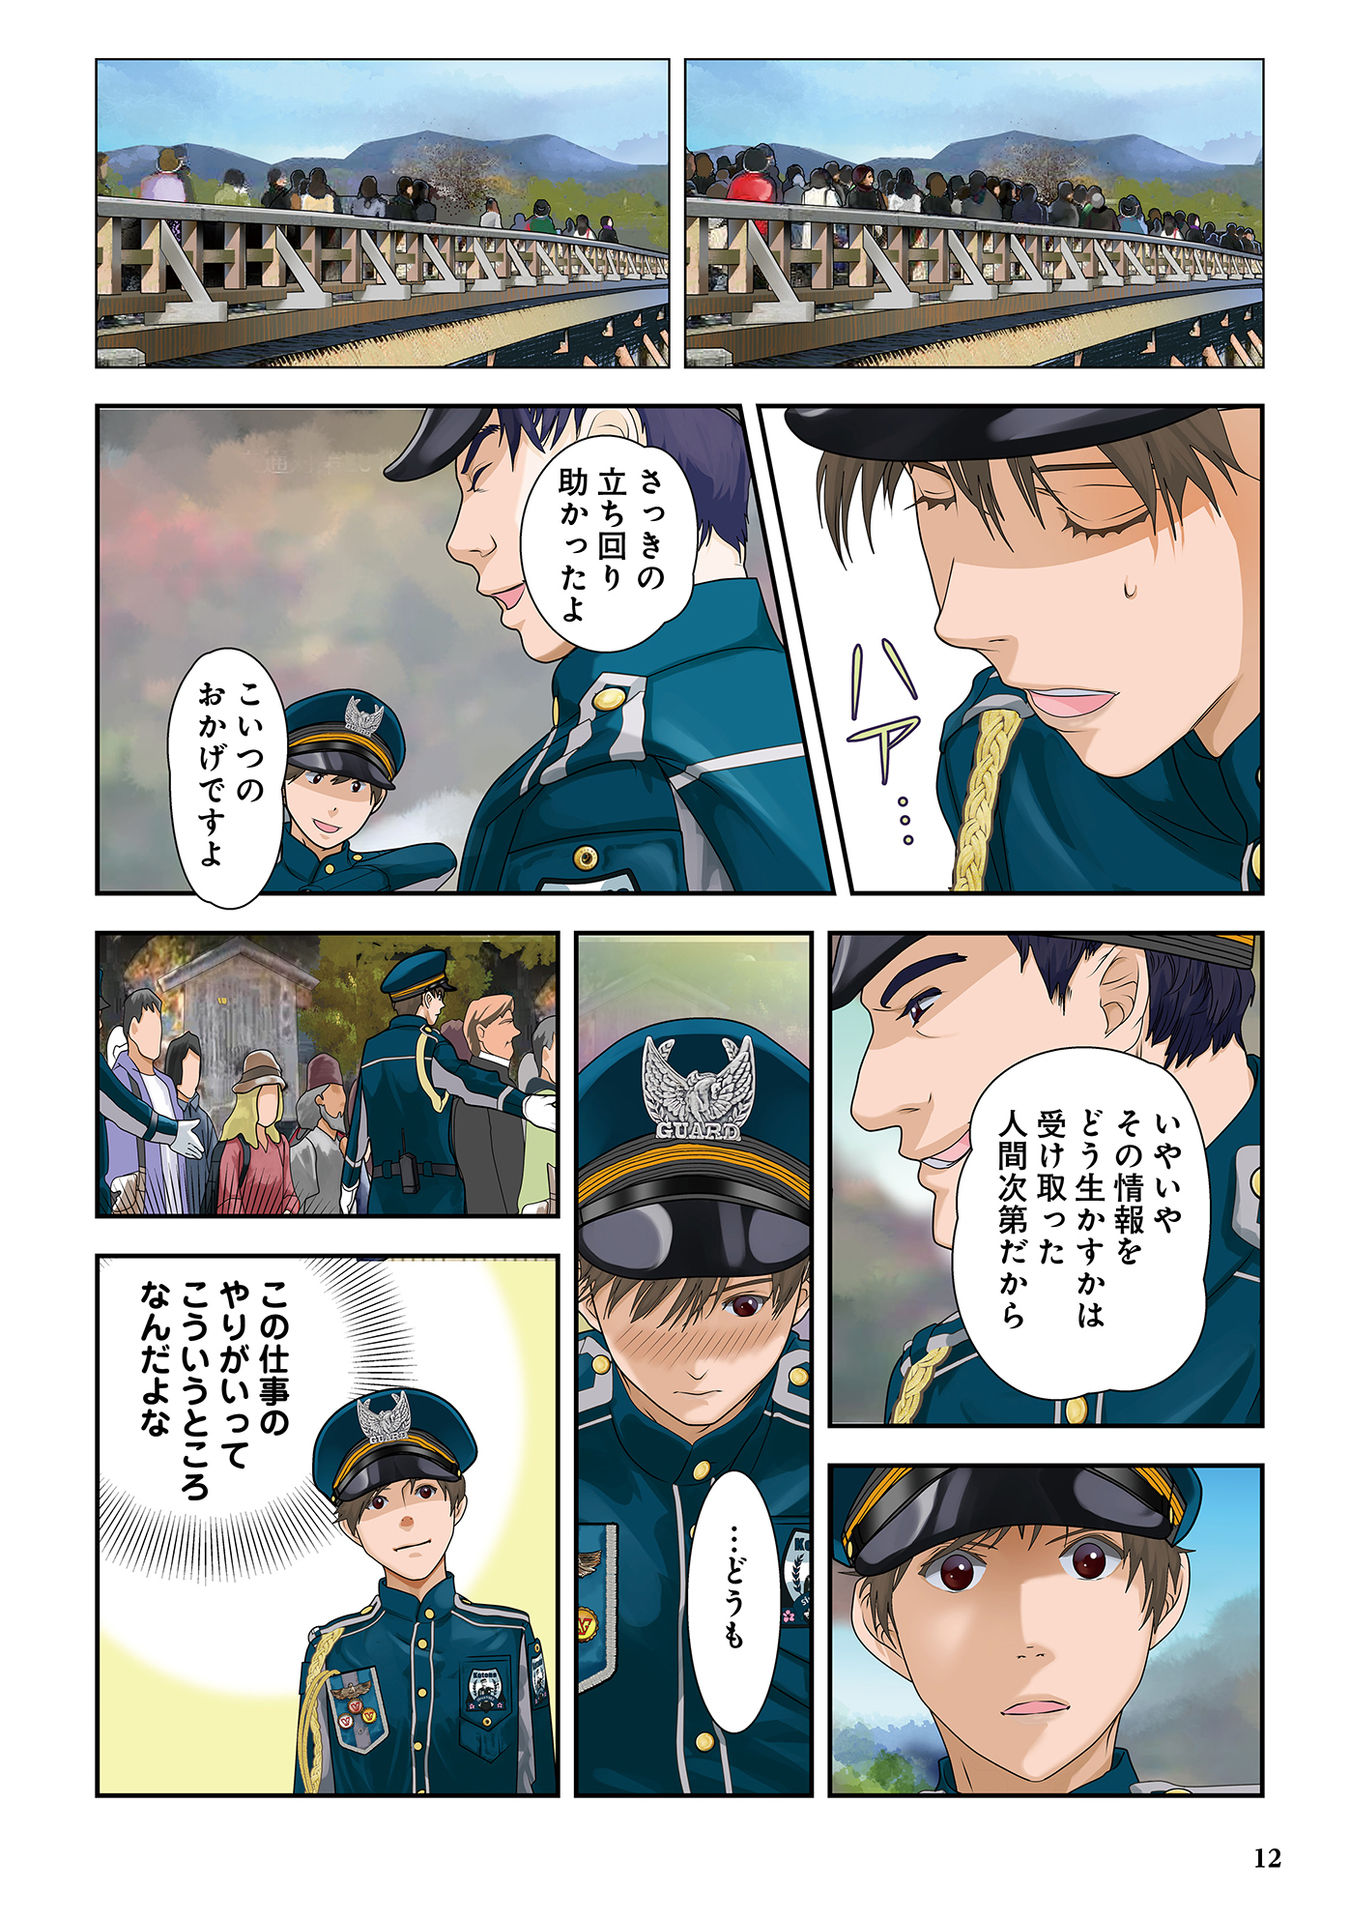 ハァ…
さっきの
立ち回り
助かったよ
こいつの
おかげですよ
いやいや
その情報を
どう生かすかは
受け取った
人間次第だから
GUARD
…どうも
Katona
この仕事の
やりがいって
こういうところ
なんだよな
GUARD
Katona
12